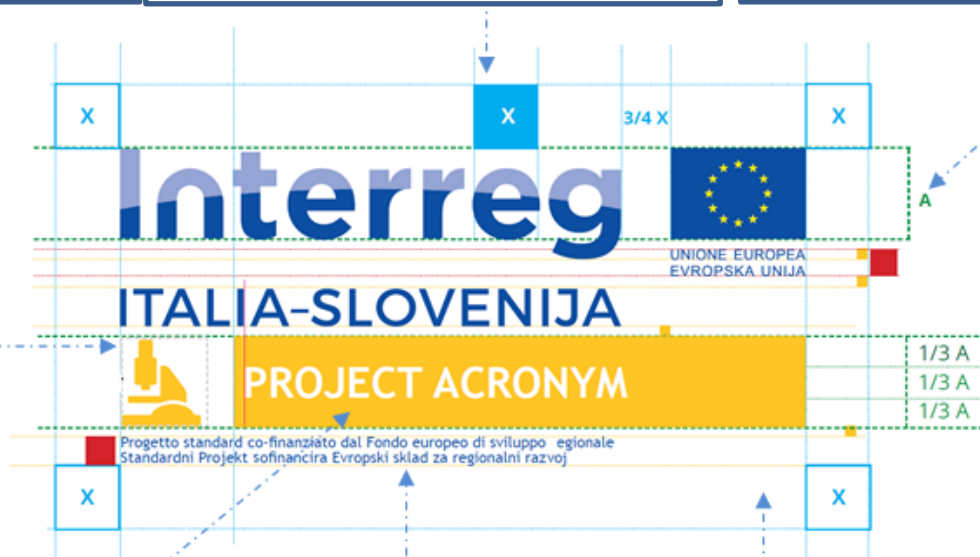 X
X
3/4 X
X
Interreg
A
UNIONE EUROPEA
EVROPSKA UNIJA
ITALIA-SLOVENIJA
1/3 A
PROJECT ACRONYM
1/3 A
1/3 A
Progetto standard co-finanziato dal Fondo europeo di sviluppo egionale
Standardni Projekt sofinancira Evropski sklad za regionalni razvoj
X
X